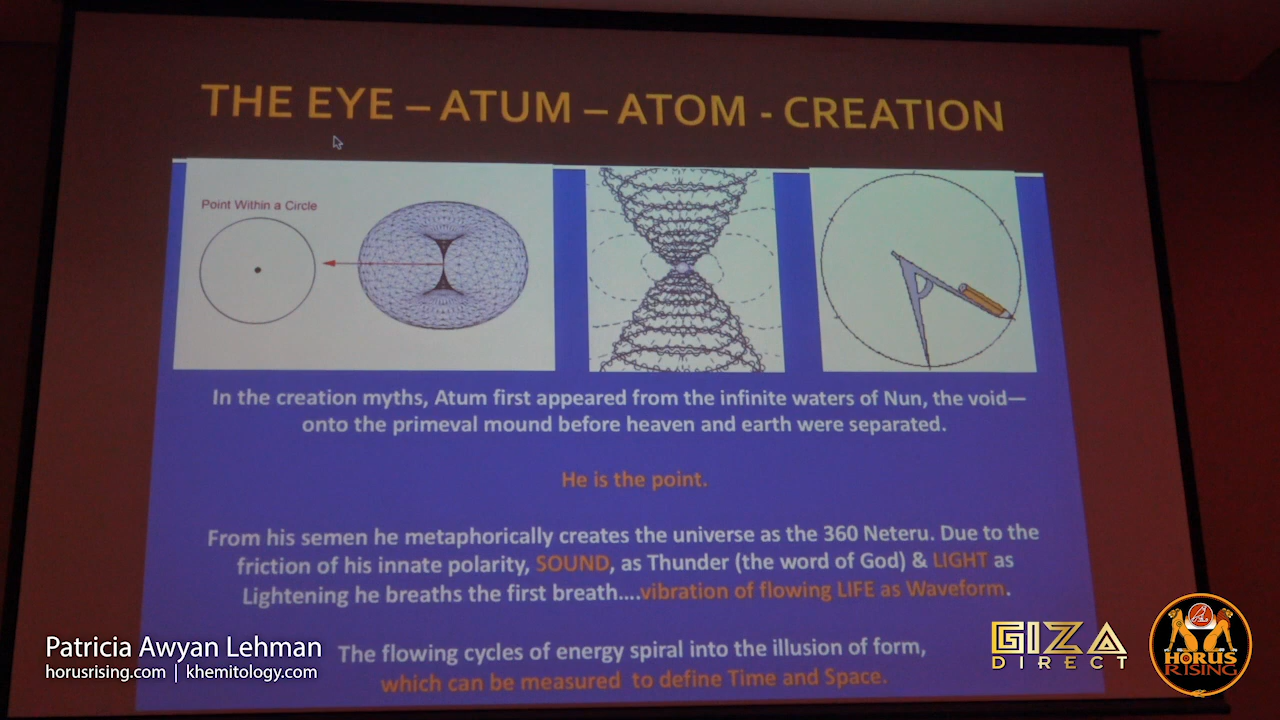 THE EYE – ATUM – ATOM - CREATION
Point Within a Circle
In the creation myths, Atum first appeared from the infinite waters of Nun, the void—
onto the primeval mound before heaven and earth were separated.
He is the point.
From his semen he metaphorically creates the universe as the 360 Neteru. Due to the
friction of his innate polarity, SOUND, as Thunder (the word of God) & LIGHT as
Lightening he breaths the first breath....vibration of flowing LIFE as Waveform.
The flowing cycles of energy spiral into the illusion of form,
which can be measured to define Time and Space.
Patricia Awyan Lehman
horusrising.com | khemitology.com
GIZA
DIRECT
HORUS
RISING